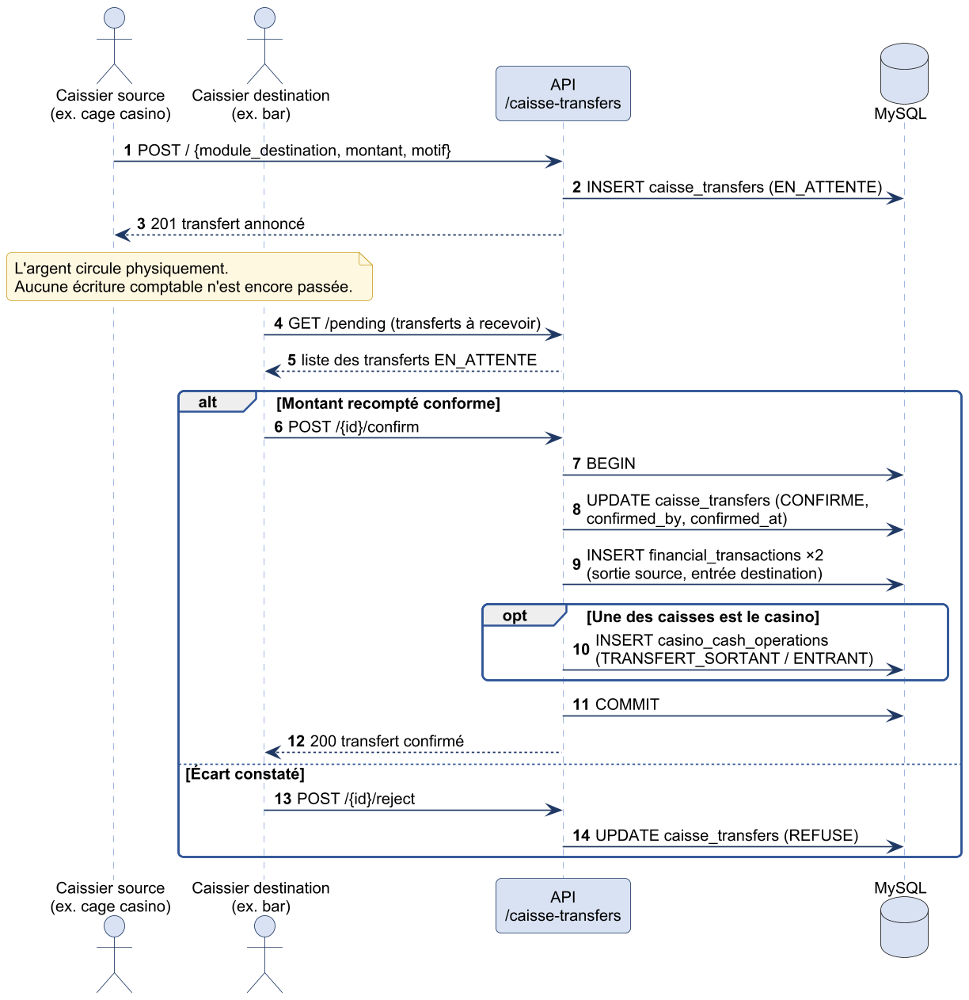 Caissier source
(ex. cage casino)
Caissier destination
(ex. bar)
API
/caisse-transfers
MySQL
1 POST / {module_destination, montant, motif}
2 INSERT caisse_transfers (EN_ATTENTE)
3 201 transfert annoncé
L'argent circule physiquement.
Aucune écriture comptable n'est encore passée.
4 GET /pending (transferts à recevoir)
5 liste des transferts EN_ATTENTE
alt [Montant recompté conforme]
6 POST /{id}/confirm
7 BEGIN
8 UPDATE caisse_transfers (CONFIRME,
confirmed_by, confirmed_at)
9 INSERT financial_transactions ×2
(sortie source, entrée destination)
opt [Une des caisses est le casino]
10 INSERT casino_cash_operations
(TRANSFERT_SORTANT / ENTRANT)
11 COMMIT
12 200 transfert confirmé
[Écart constaté]
13 POST /{id}/reject
14 UPDATE caisse_transfers (REFUSE)
Caissier source
(ex. cage casino)
Caissier destination
(ex. bar)
API
/caisse-transfers
MySQL